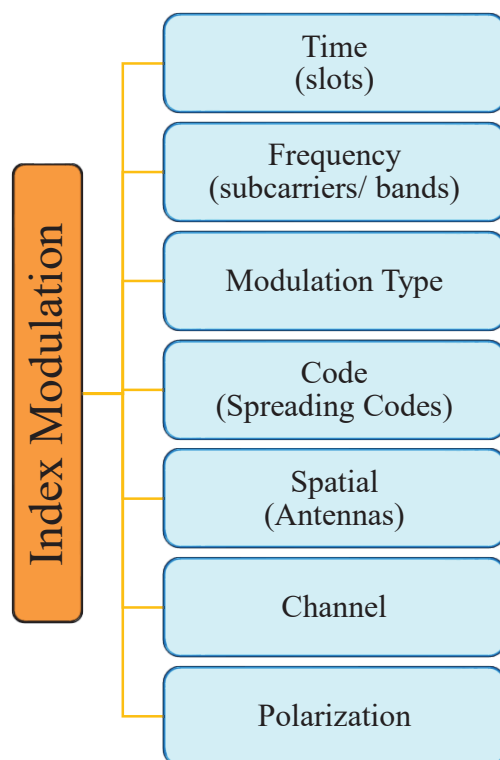 Index Modulation
Time
(slots)
Frequency
(subcarriers/ bands)
Modulation Type
Code
(Spreading Codes)
Spatial
(Antennas)
Channel
Polarization